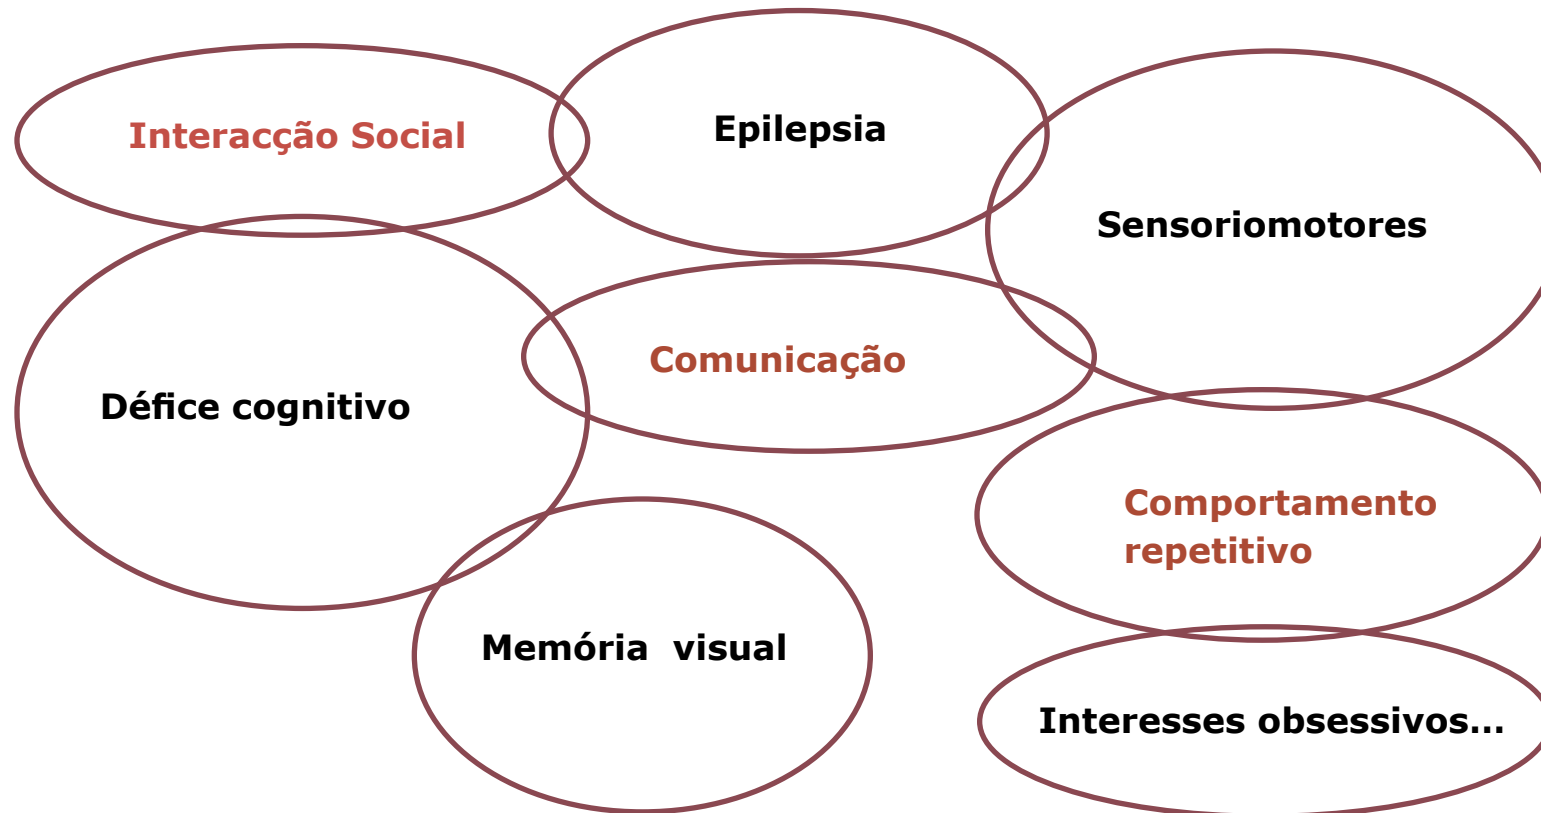 Interacção Social
Epilepsia
Sensoriomotores
Comunicação
Défice cognitivo
Comportamento
repetitivo
Memória visual
Interesses obsessivos...